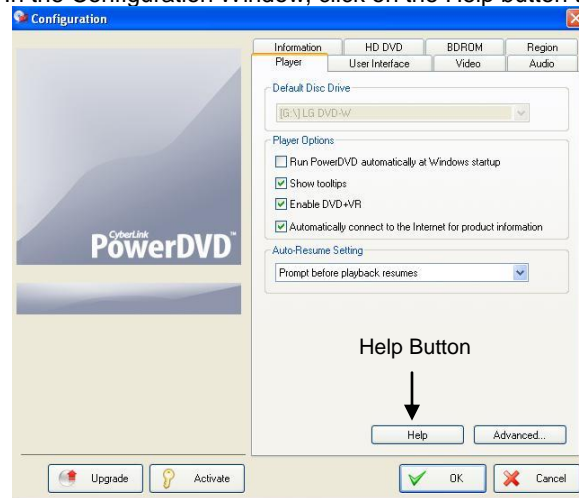 In the Configuration Window, click on the Help button
Configuration
Information HD DVD BDROM Region
Player User Interface Video Audio
Default Disc Drive
[G:\] LG DVD-W
Player Options
Run PowerDVD automatically at Windows startup
Show tooltips
Enable DVD+VR
Automatically connect to the Internet for product information
Auto-Resume Setting
Prompt before playback resumes
CyberLink
PowerDVD™
Help Button
Help Advanced...
Upgrade Activate OK Cancel